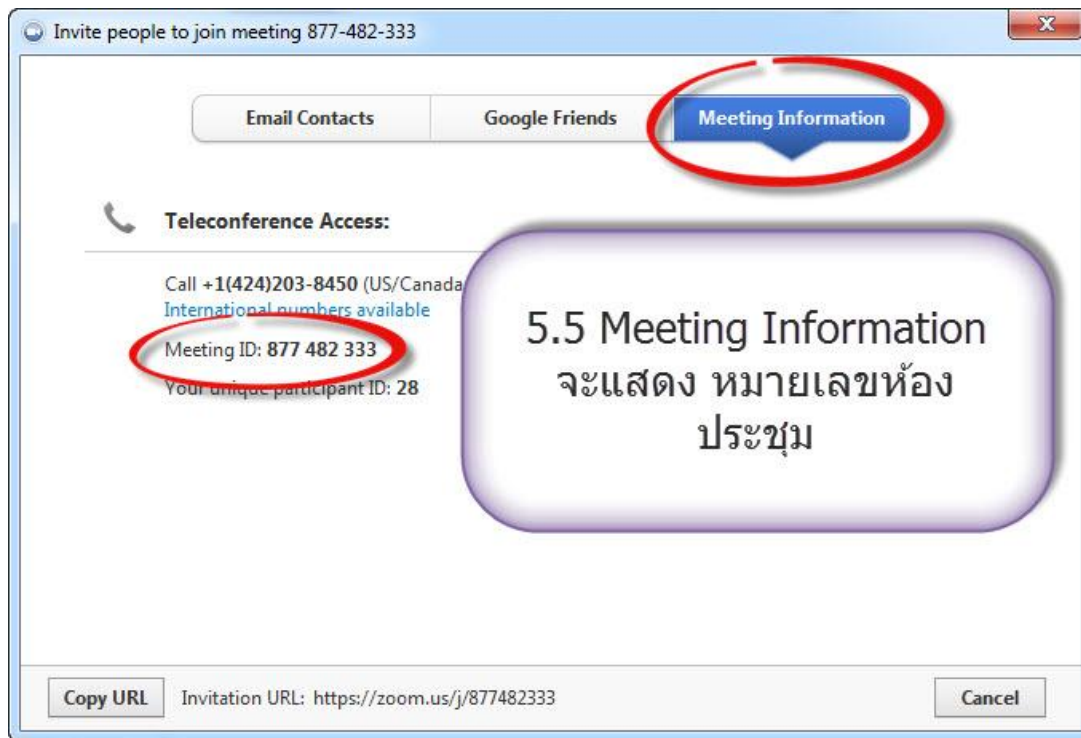 Invite people to join meeting 877-482-333
Email Contacts
Google Friends
Meeting Information
Teleconference Access:
Call +1(424)203-8450 (US/Canada
International numbers available
Meeting ID: 877 482 333
Your unique participant ID: 28
5.5 Meeting Information
จะแสดง หมายเลขห้อง
ประชุม
Copy URL
Invitation URL: https://zoom.us/j/877482333
Cancel